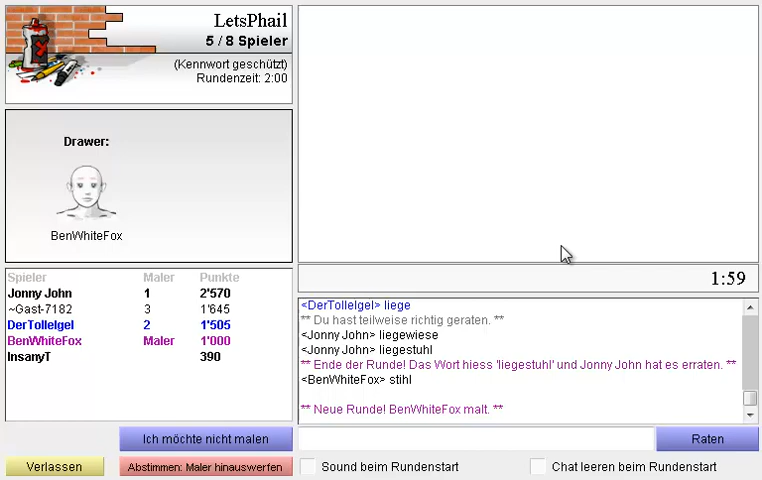 LetsPhail
5 / 8 Spieler
(Kennwort geschützt)
Rundenzeit: 2:00
Drawer:
BenWhiteFox
Spieler Maler Punkte
Jonny John 1 2'570
~Gast-7182 3 1'645
DerTolleIgel 2 1'505
BenWhiteFox Maler 1'000
InsanyT 390
1:59
<DerTolleIgel> liege
** Du hast teilweise richtig geraten. **
<Jonny John> liegewiese
<Jonny John> liegestuhl
** Ende der Runde! Das Wort hiess 'liegestuhl' und Jonny John hat es erraten. **
<BenWhiteFox> stihl
** Neue Runde! BenWhiteFox malt. **
Ich möchte nicht malen
Raten
Verlassen
Abstimmen: Maler hinauswerfen
Sound beim Rundenstart
Chat leeren beim Rundenstart